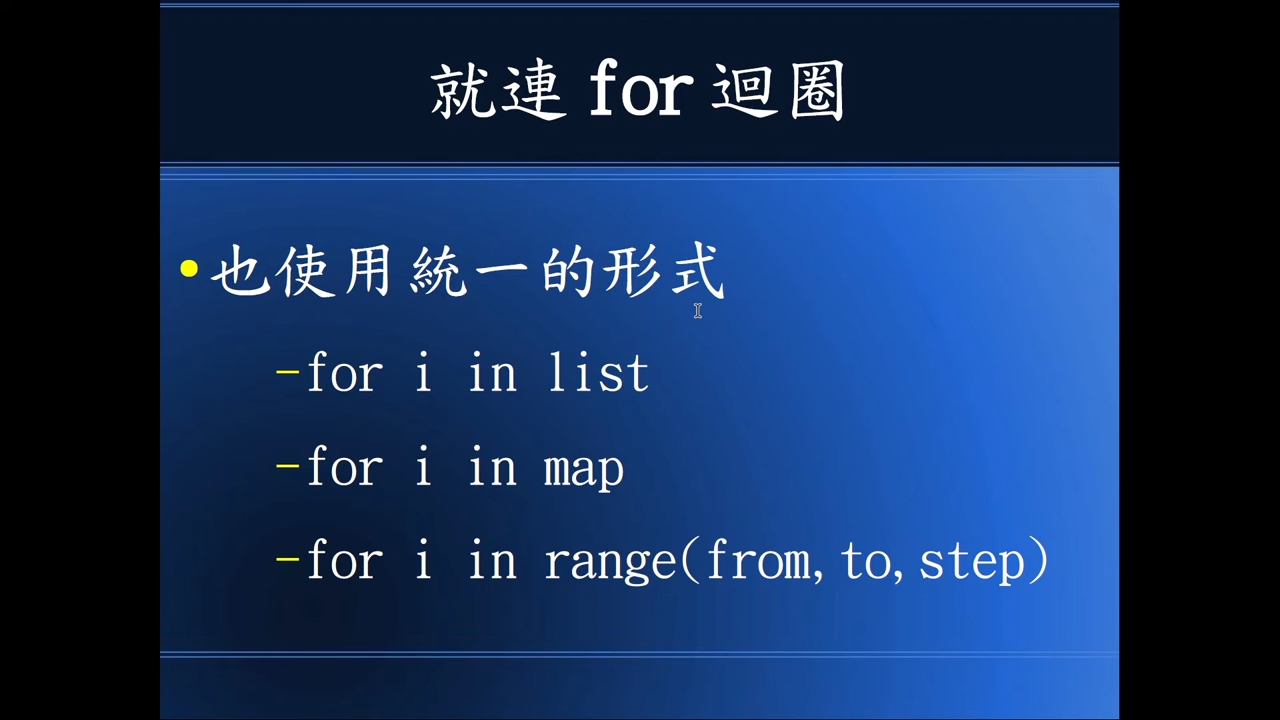 就連 for 迴圈
•也使用統一的形式
–for i in list
–for i in map
–for i in range(from,to,step)